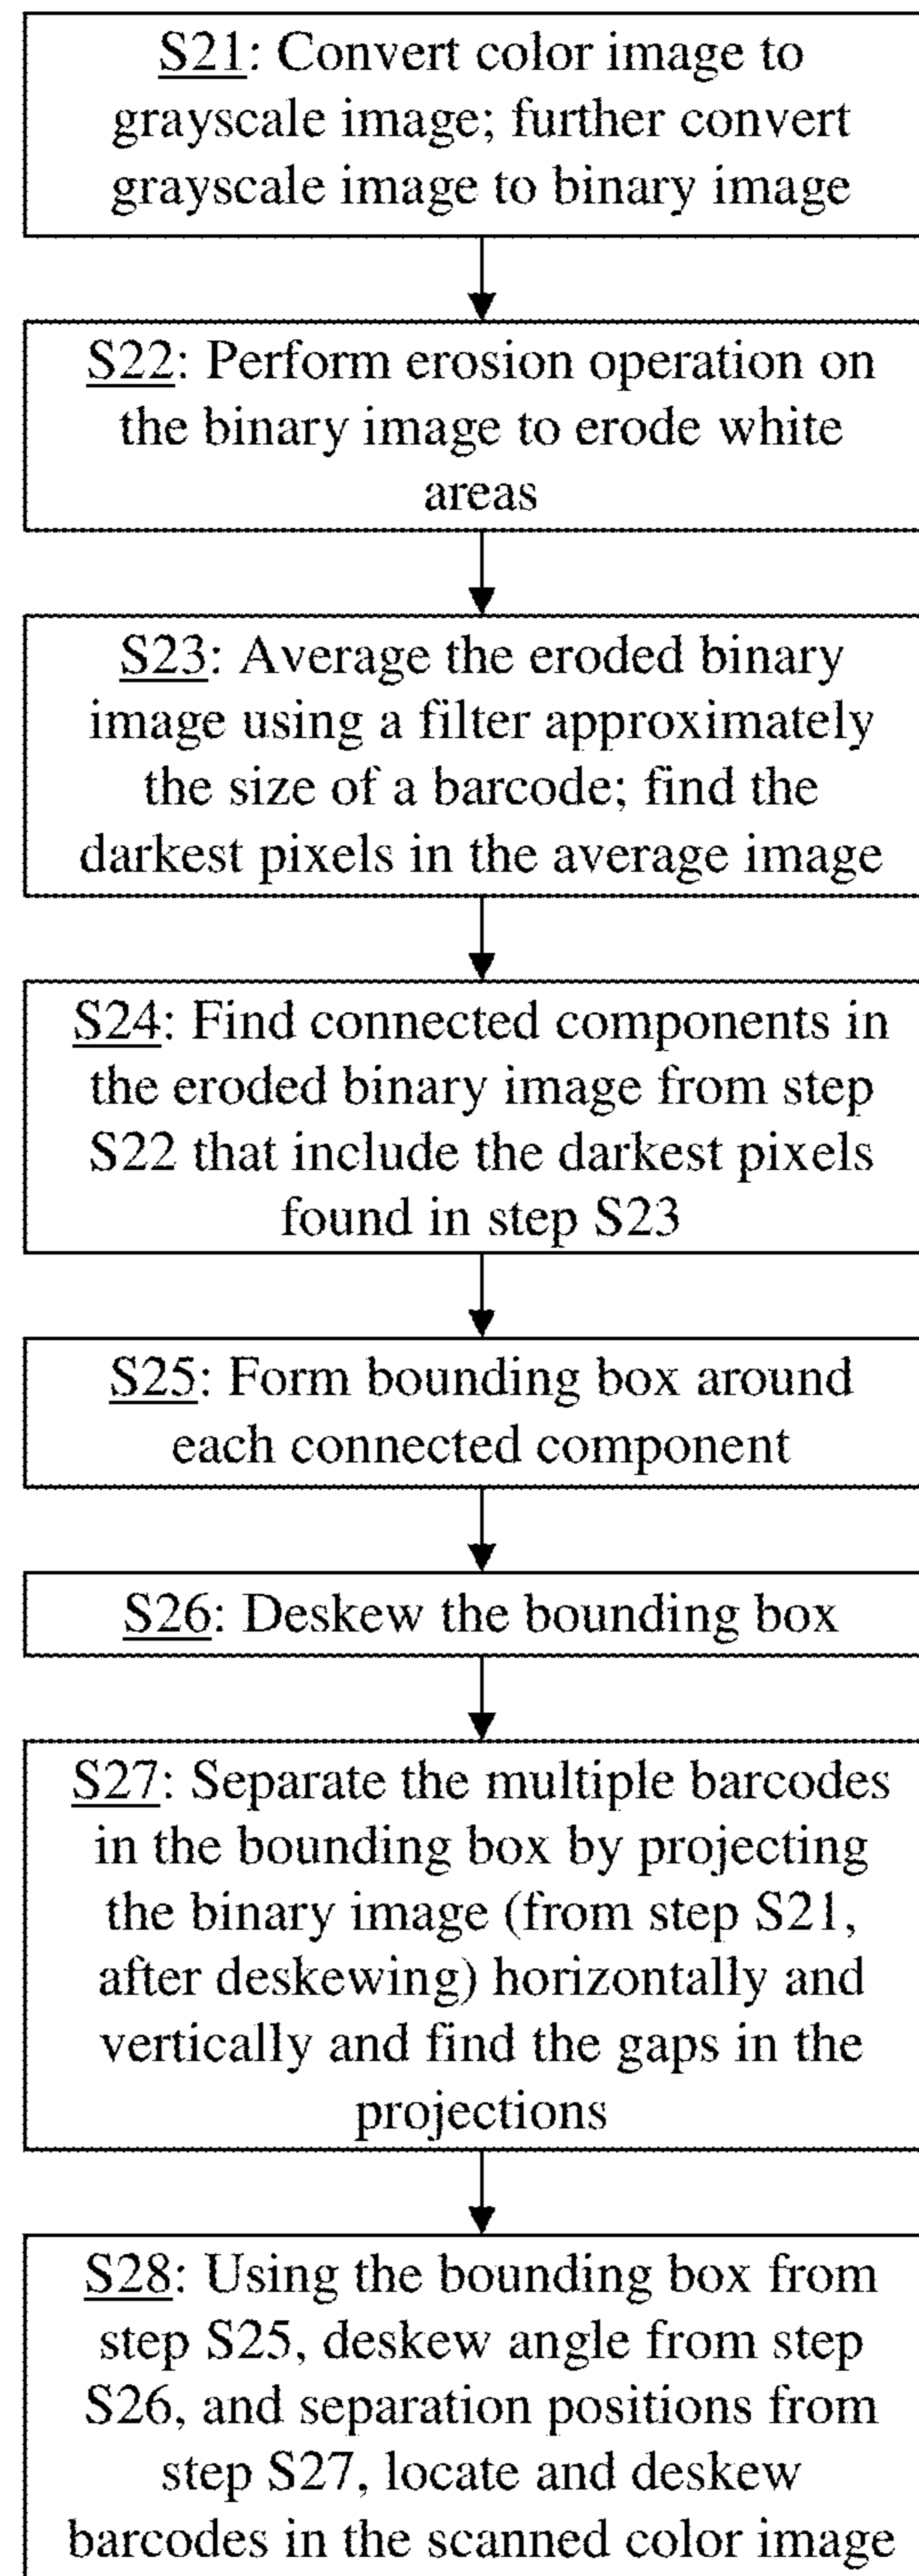 S21: Convert color image to
grayscale image; further convert
grayscale image to binary image
S22: Perform erosion operation on
the binary image to erode white
areas
S23: Average the eroded binary
image using a filter approximately
the size of a barcode; find the
darkest pixels in the average image
S24: Find connected components in
the eroded binary image from step
S22 that include the darkest pixels
found in step S23
S25: Form bounding box around
each connected component
S26: Deskew the bounding box
S27: Separate the multiple barcodes
in the bounding box by projecting
the binary image (from step S21,
after deskewing) horizontally and
vertically and find the gaps in the
projections
S28: Using the bounding box from
step S25, deskew angle from step
S26, and separation positions from
step S27, locate and deskew
barcodes in the scanned color image